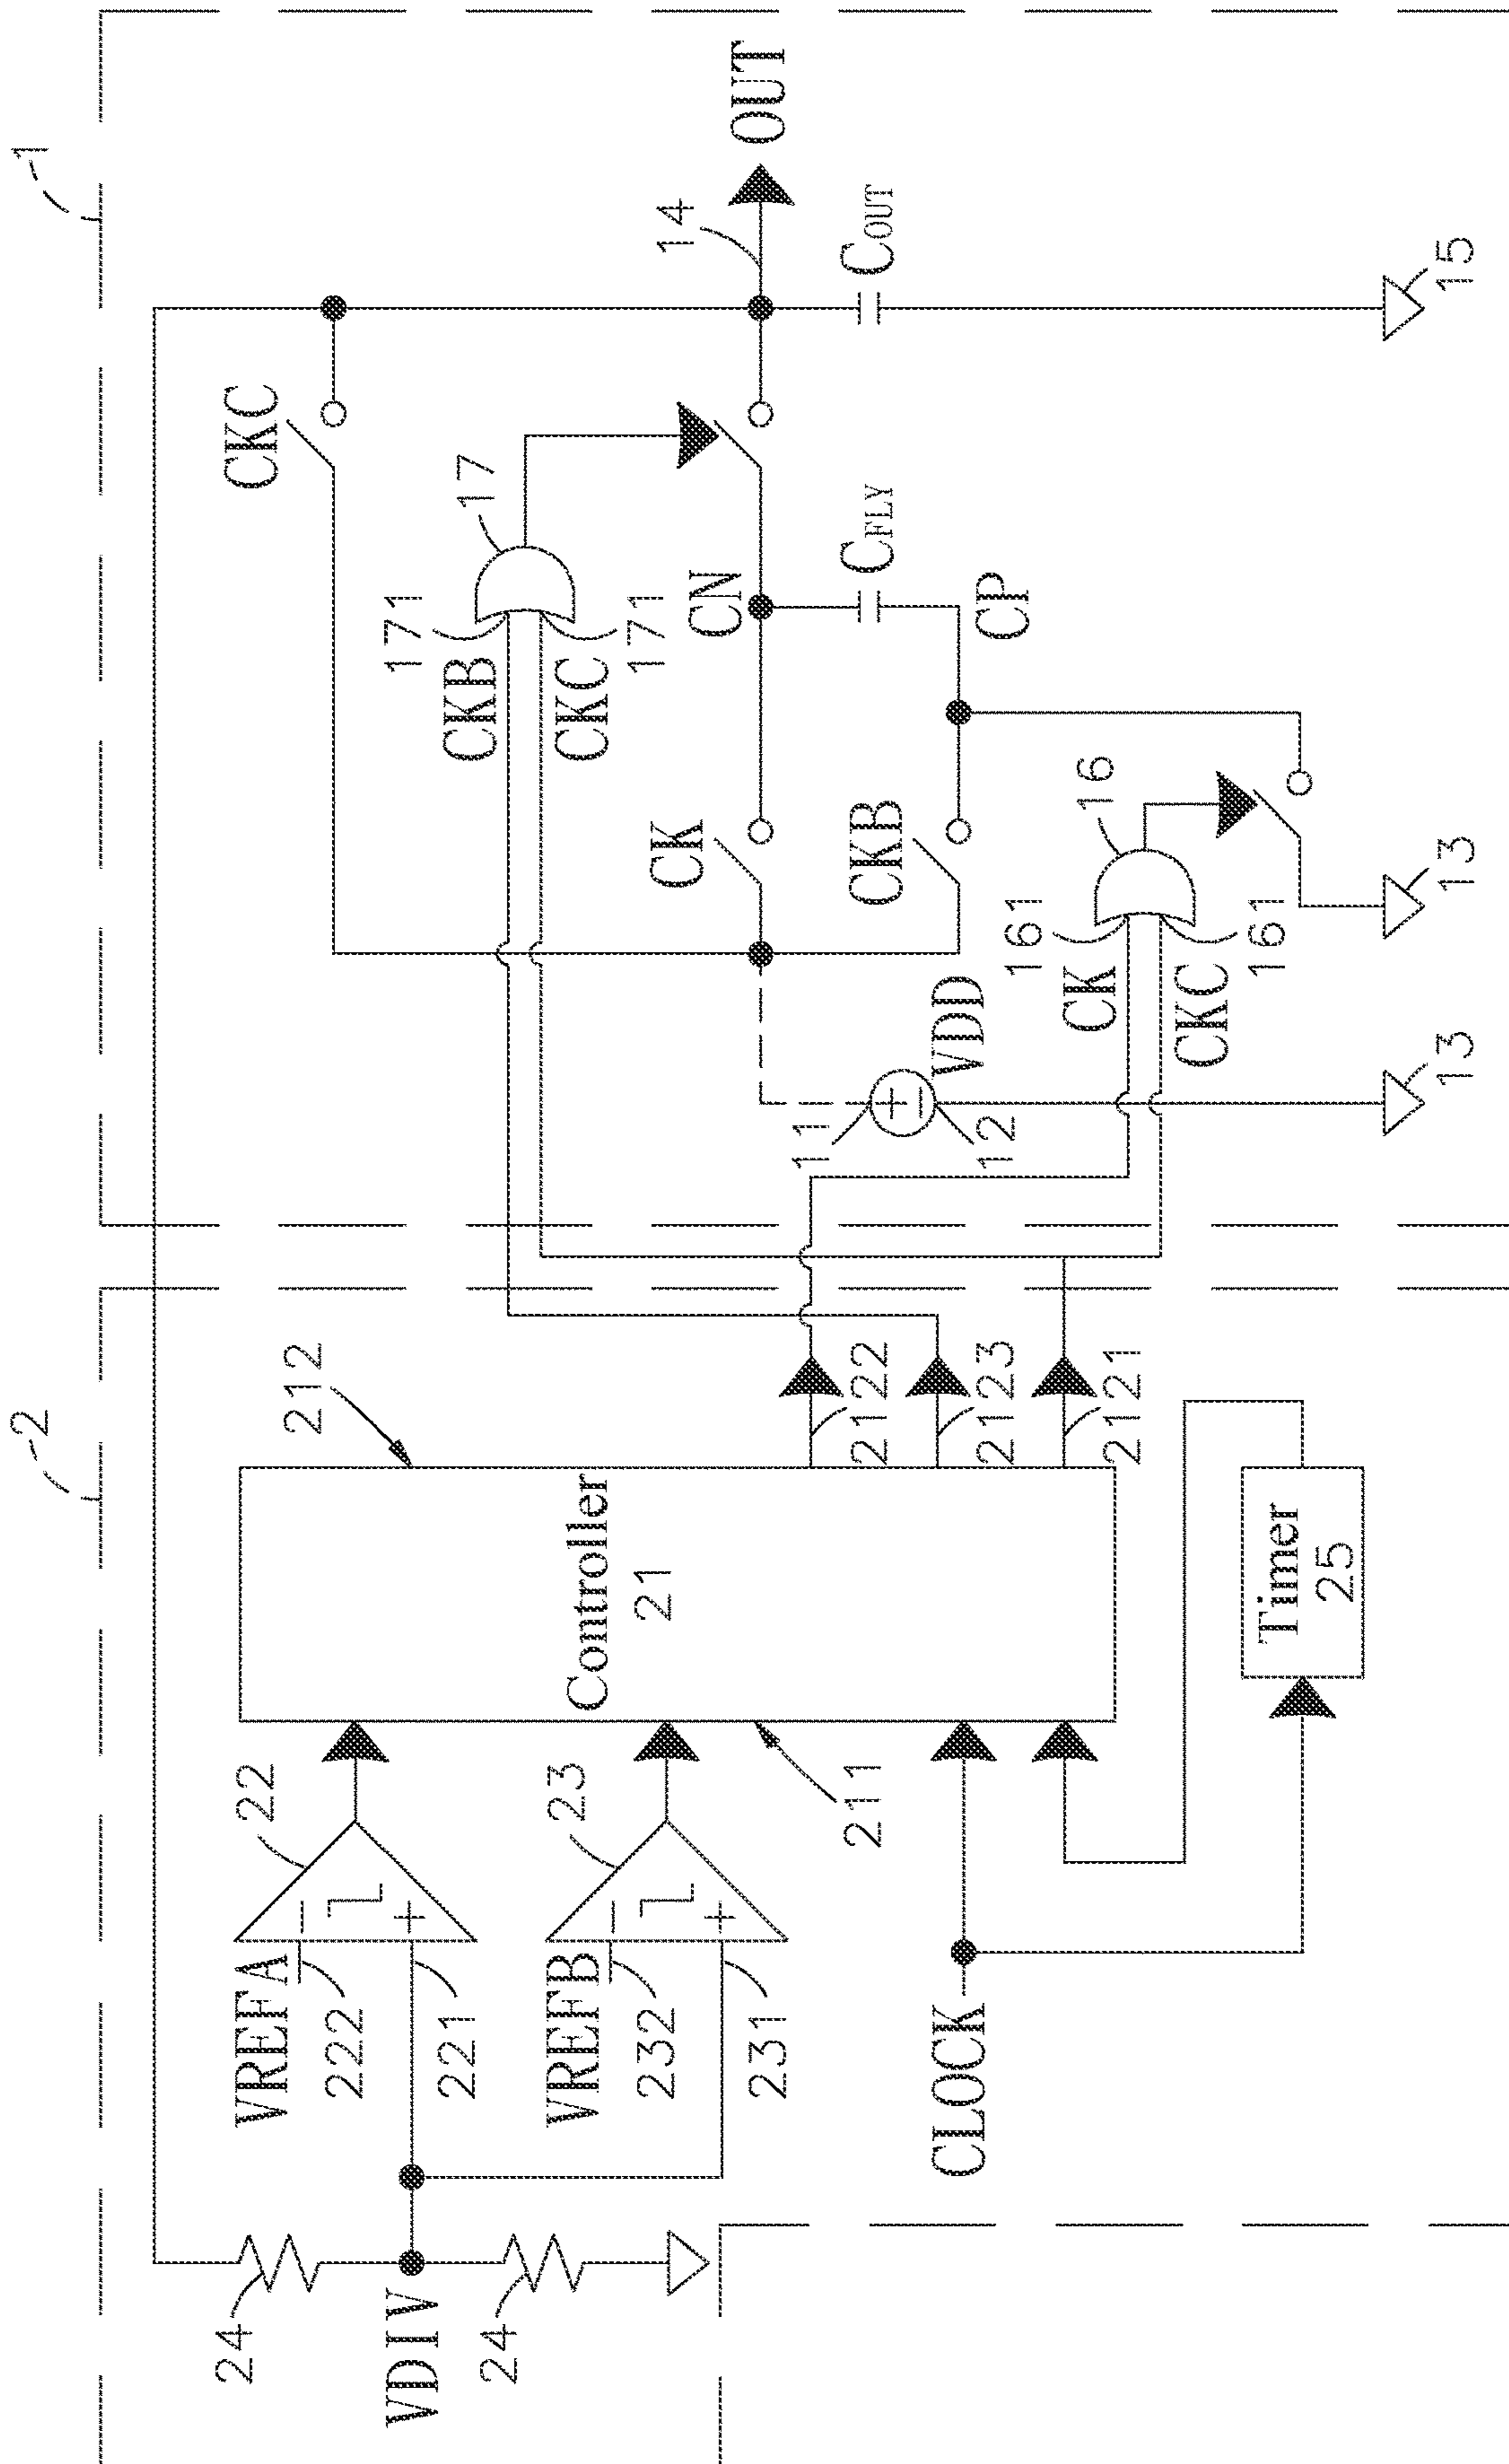 2
1
24
VDIV
24
VREFA
222
221
22
VREFB
232
231
23
211
CLOCK
Controller
21
212
Timer
25
2122
2123
2121
11
12
VDD
13
CKC
CKB
171
CKC
171
17
CK
CN
CFLY
CKB
CP
CK
161
CKC
161
16
13
14
OUT
COUT
15